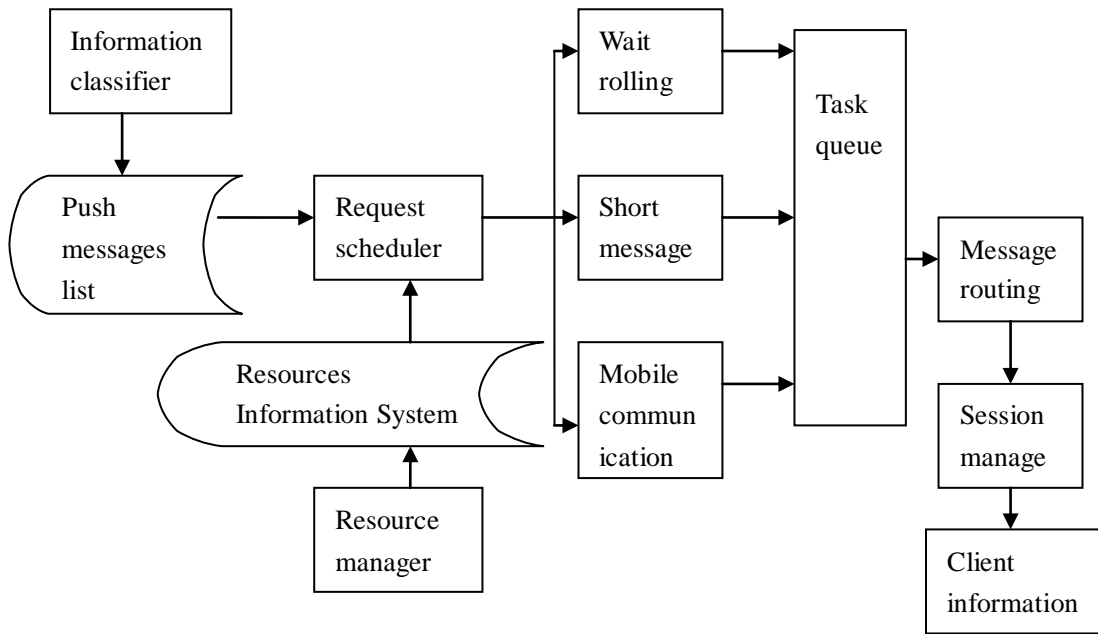 Information
classifier
Push
messages
list
Request
scheduler
Resources
Information System
Resource
manager
Wait
rolling
Short
message
Mobile
commun
ication
Task
queue
Message
routing
Session
manage
Client
information